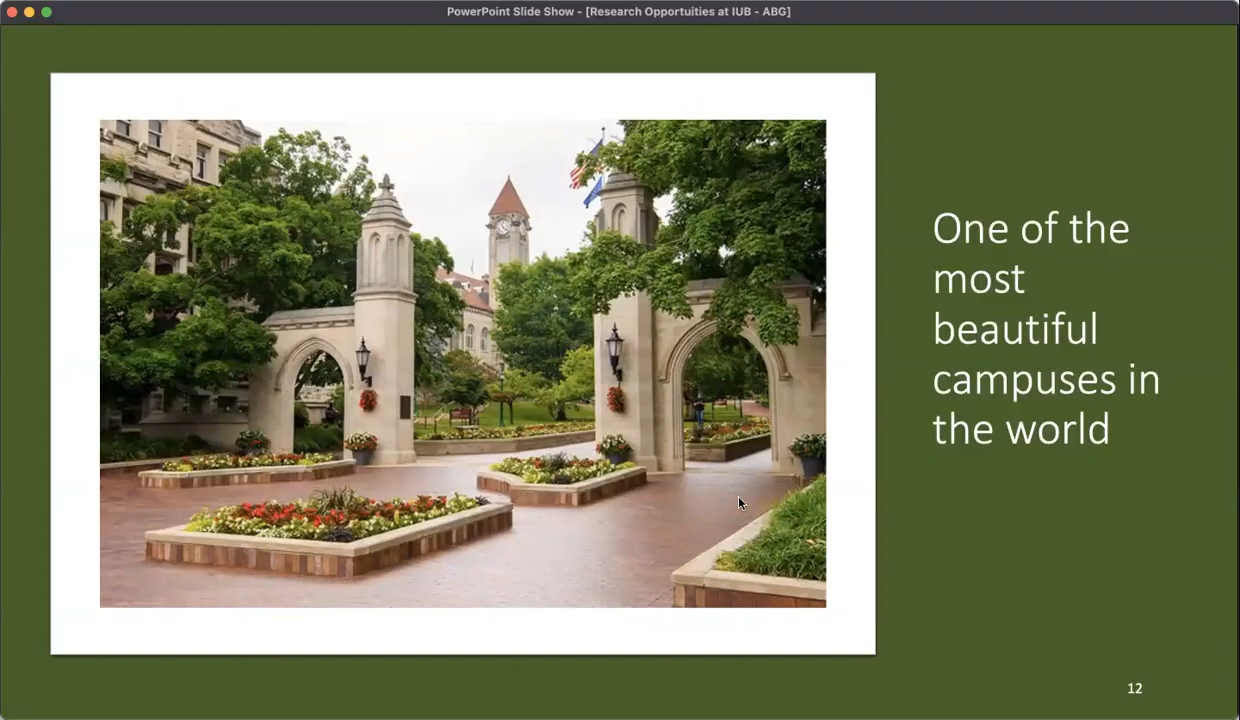 PowerPoint Slide Show - [Research Opportuities at IUB - ABG]
One of the
most
beautiful
campuses in
the world
12